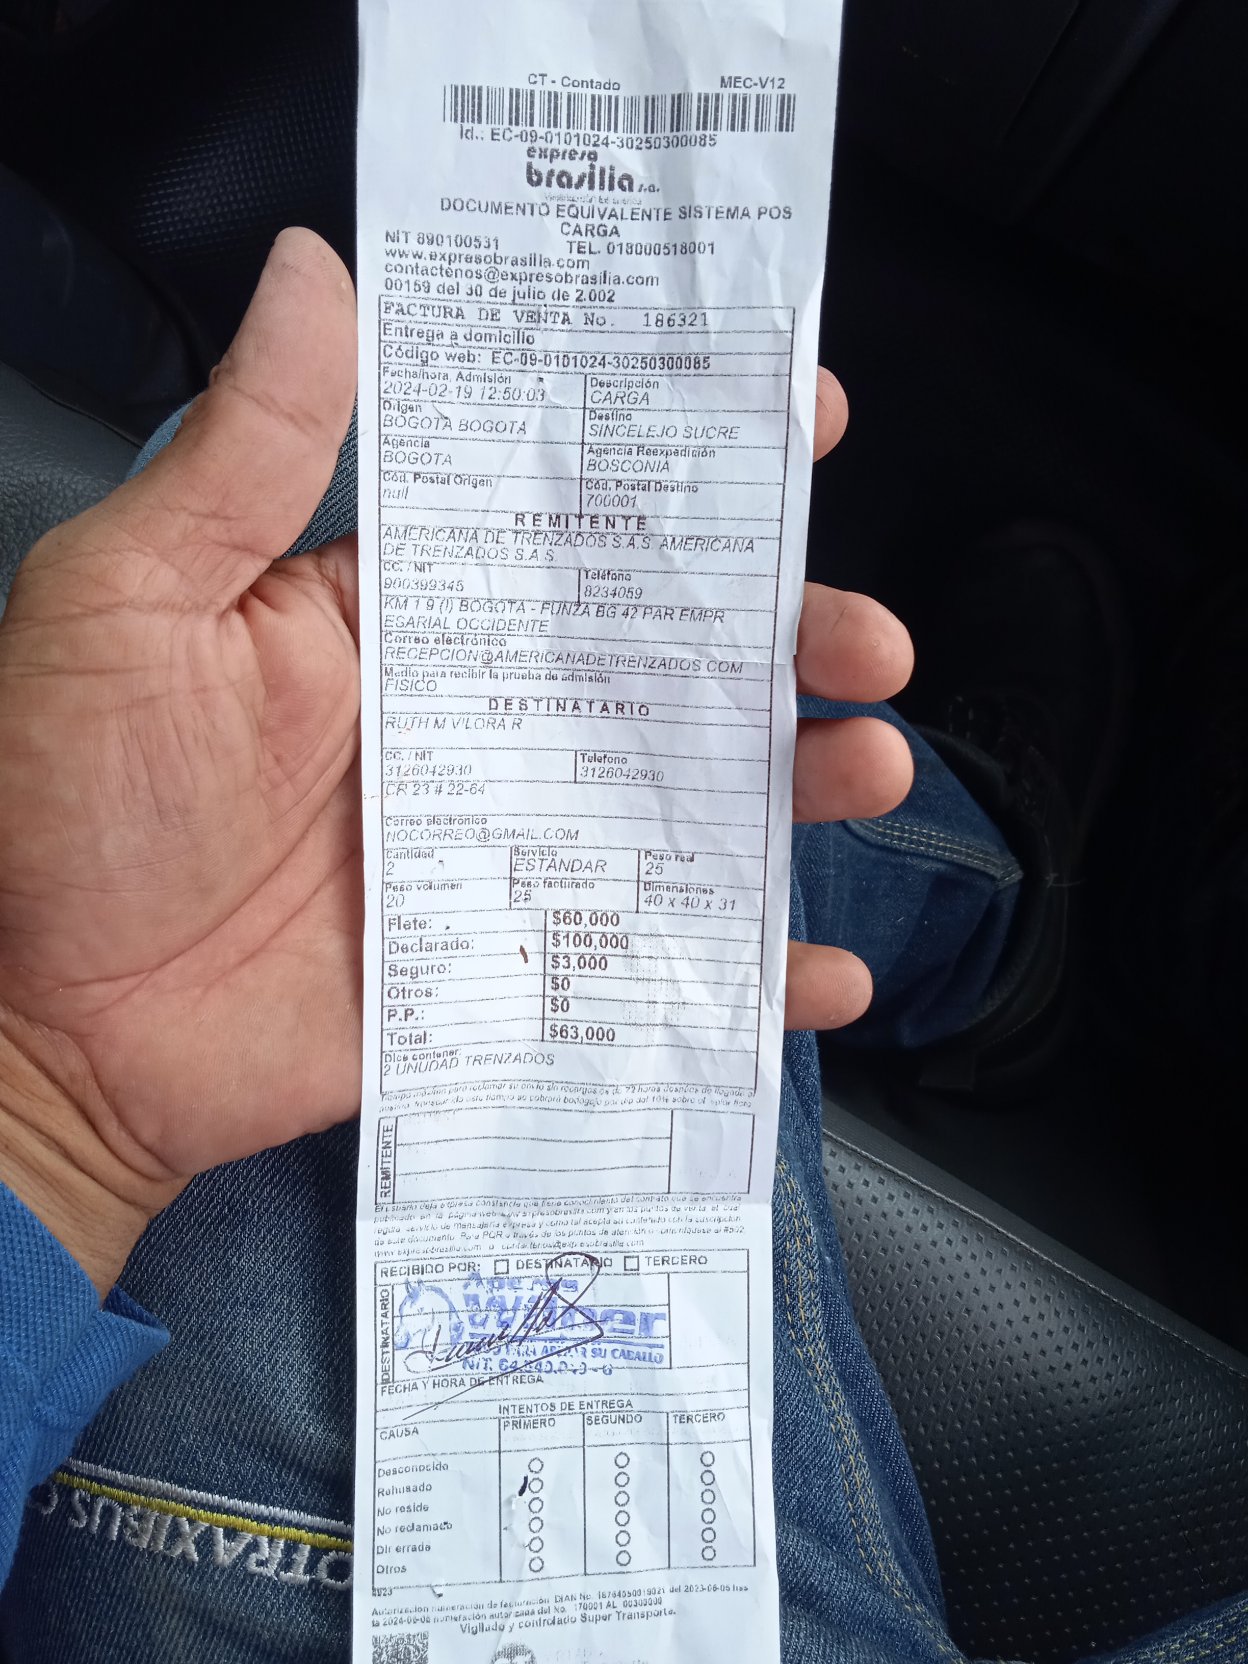 CT - Contado MEC-V12
Id.: EC-09-0101024-30250300085
expreso
brasilia s.a.
DOCUMENTO EQUIVALENTE SISTEMA POS
CARGA
NIT 890100531 TEL. 018000518001
www.expresobrasilia.com
contactenos@expresobrasilia.com
00159 del 30 de julio de 2.002
FACTURA DE VENTA No. 186321
Entrega a domicilio
Código web: EC-09-0101024-30250300085
Fecha/hora. Admisión Descripción
2024-02-19 12:50:03 CARGA
Origen Destino
BOGOTA BOGOTA SINCELEJO SUCRE
Agencia Agencia Reexpedición
BOGOTA BOSCONIA
Cód. Postal Origen Cód. Postal Destino
null 700001
REMITENTE
AMERICANA DE TRENZADOS S.A.S. AMERICANA
DE TRENZADOS S.A.S.
CC. / NIT Teléfono
900399345 8234059
KM 1 9 (I) BOGOTA - FUNZA BG 42 PAR EMPR
ESARIAL OCCIDENTE
Correo electrónico
RECEPCION@AMERICANADETRENZADOS.COM
Medio para recibir la prueba de admisión
FISICO
DESTINATARIO
RUTH M VILORA R
CC. / NIT Telefono
3126042930 3126042930
CR 23 # 22-64
Correo electronico
NOCORREO@GMAIL.COM
Cantidad Servicio Peso real
2 ESTANDAR 25
Peso volumen Peso facturado Dimensiones
20 25 40 x 40 x 31
Flete: $60,000
Declarado: $100,000
Seguro: $3,000
Otros: $0
P.P.: $0
Total: $63,000
Dice contener:
2 UNUDAD TRENZADOS
REMITENTE
RECIBIDO POR: DESTINATARIO TERCERO
DESTINATARIO
SU CABALLO
FECHA Y HORA DE ENTREGA
INTENTOS DE ENTREGA
CAUSA PRIMERO SEGUNDO TERCERO
Desconocido
Rehusado
No reside
No reclamado
Dir errada
Otros
Vigilado y controlado Super Transporte.